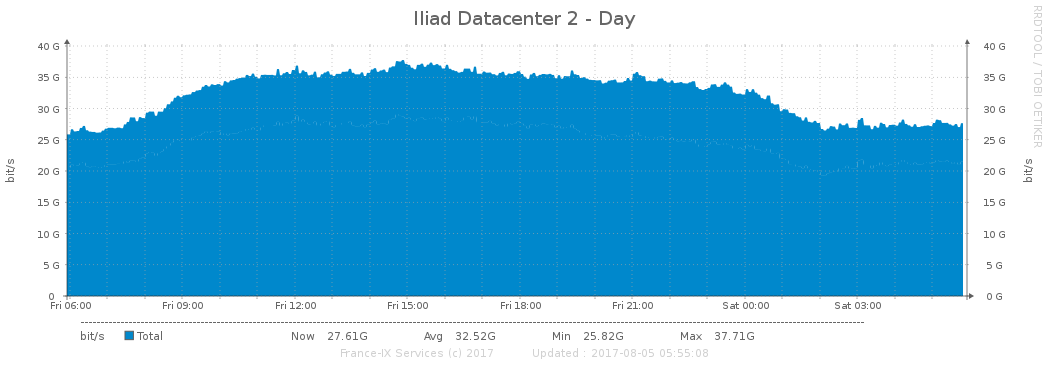 Iliad Datacenter 2 - Day
RRDTOOL / TOBI OETIKER
bit/s
40 G
35 G
30 G
25 G
20 G
15 G
10 G
5 G
0
40 G
35 G
30 G
25 G
20 G
15 G
10 G
5 G
0 G
bit/s
Fri 06:00 Fri 09:00 Fri 12:00 Fri 15:00 Fri 18:00 Fri 21:00 Sat 00:00 Sat 03:00
bit/s Total Now 27.61G Avg 32.52G Min 25.82G Max 37.71G
France-IX Services (c) 2017 Updated : 2017-08-05 05:55:08